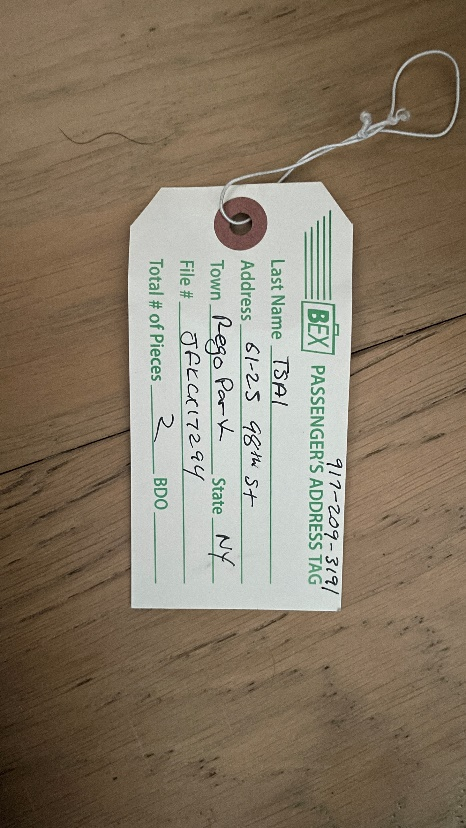 917-209-3191
BEX PASSENGER'S ADDRESS TAG
Last Name TSAI
Address 61-25 98th St
Town Rego Park State NY
File # JFKCX17294
Total # of Pieces 2 BDO